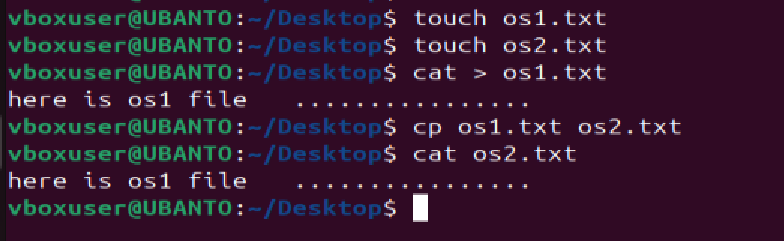 vboxuser@UBANTO:~/Desktop$ touch os1.txt
vboxuser@UBANTO:~/Desktop$ touch os2.txt
vboxuser@UBANTO:~/Desktop$ cat > os1.txt
here is os1 file   ................
vboxuser@UBANTO:~/Desktop$ cp os1.txt os2.txt
vboxuser@UBANTO:~/Desktop$ cat os2.txt
here is os1 file   ................
vboxuser@UBANTO:~/Desktop$